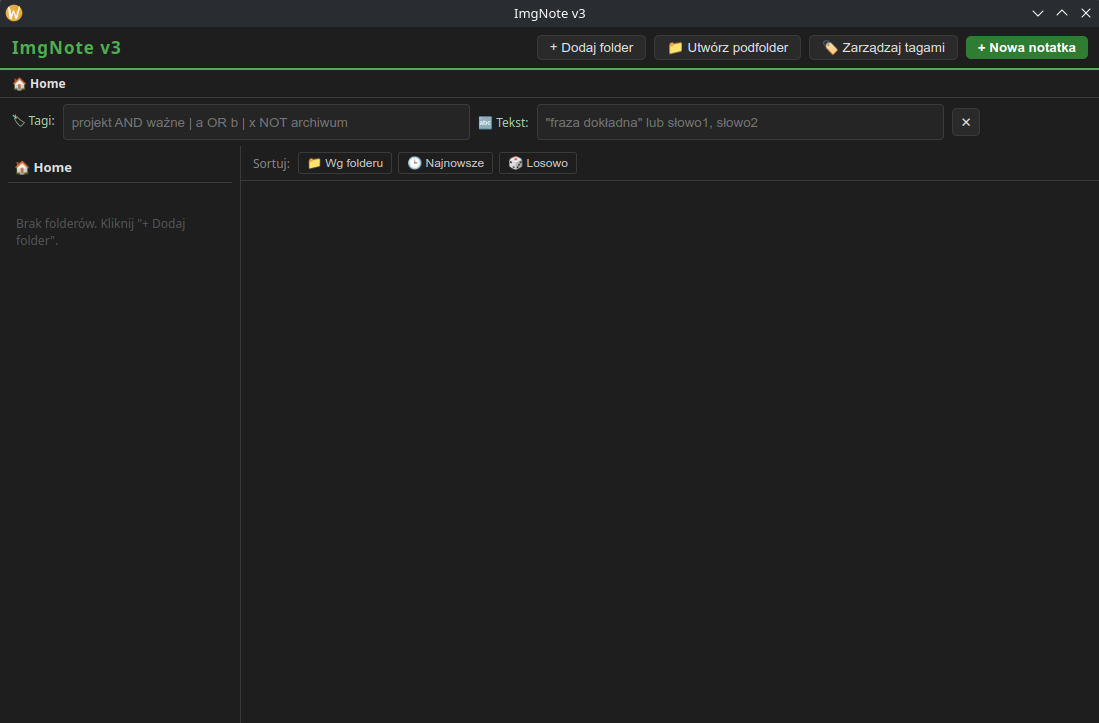 ImgNote v3
ImgNote v3
+ Dodaj folder
Utwórz podfolder
Zarządzaj tagami
+ Nowa notatka
Home
Tagi:
projekt AND ważne | a OR b | x NOT archiwum
abc Tekst:
"fraza dokładna" lub słowo1, słowo2
Home
Sortuj:
Wg folderu
Najnowsze
Losowo
Brak folderów. Kliknij "+ Dodaj
folder".